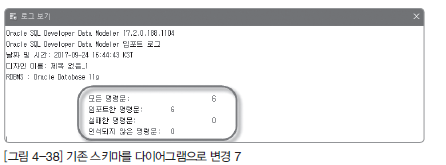 로그 보기
Oracle SQL Developer Data Modeler 17.2.0.188.1104
Oracle SQL Developer Data Modeler 임포트 로그
날짜 및 시간: 2017-09-24 16:44:43 KST
디자인 이름: 제목 없음_1
RDBMS : Oracle Database 11g
모든 명령문: 6
임포트한 명령문: 6
실패한 명령문: 0
인식되지 않은 명령문: 0
[그림 4-38] 기존 스키마를 다이어그램으로 변경 7